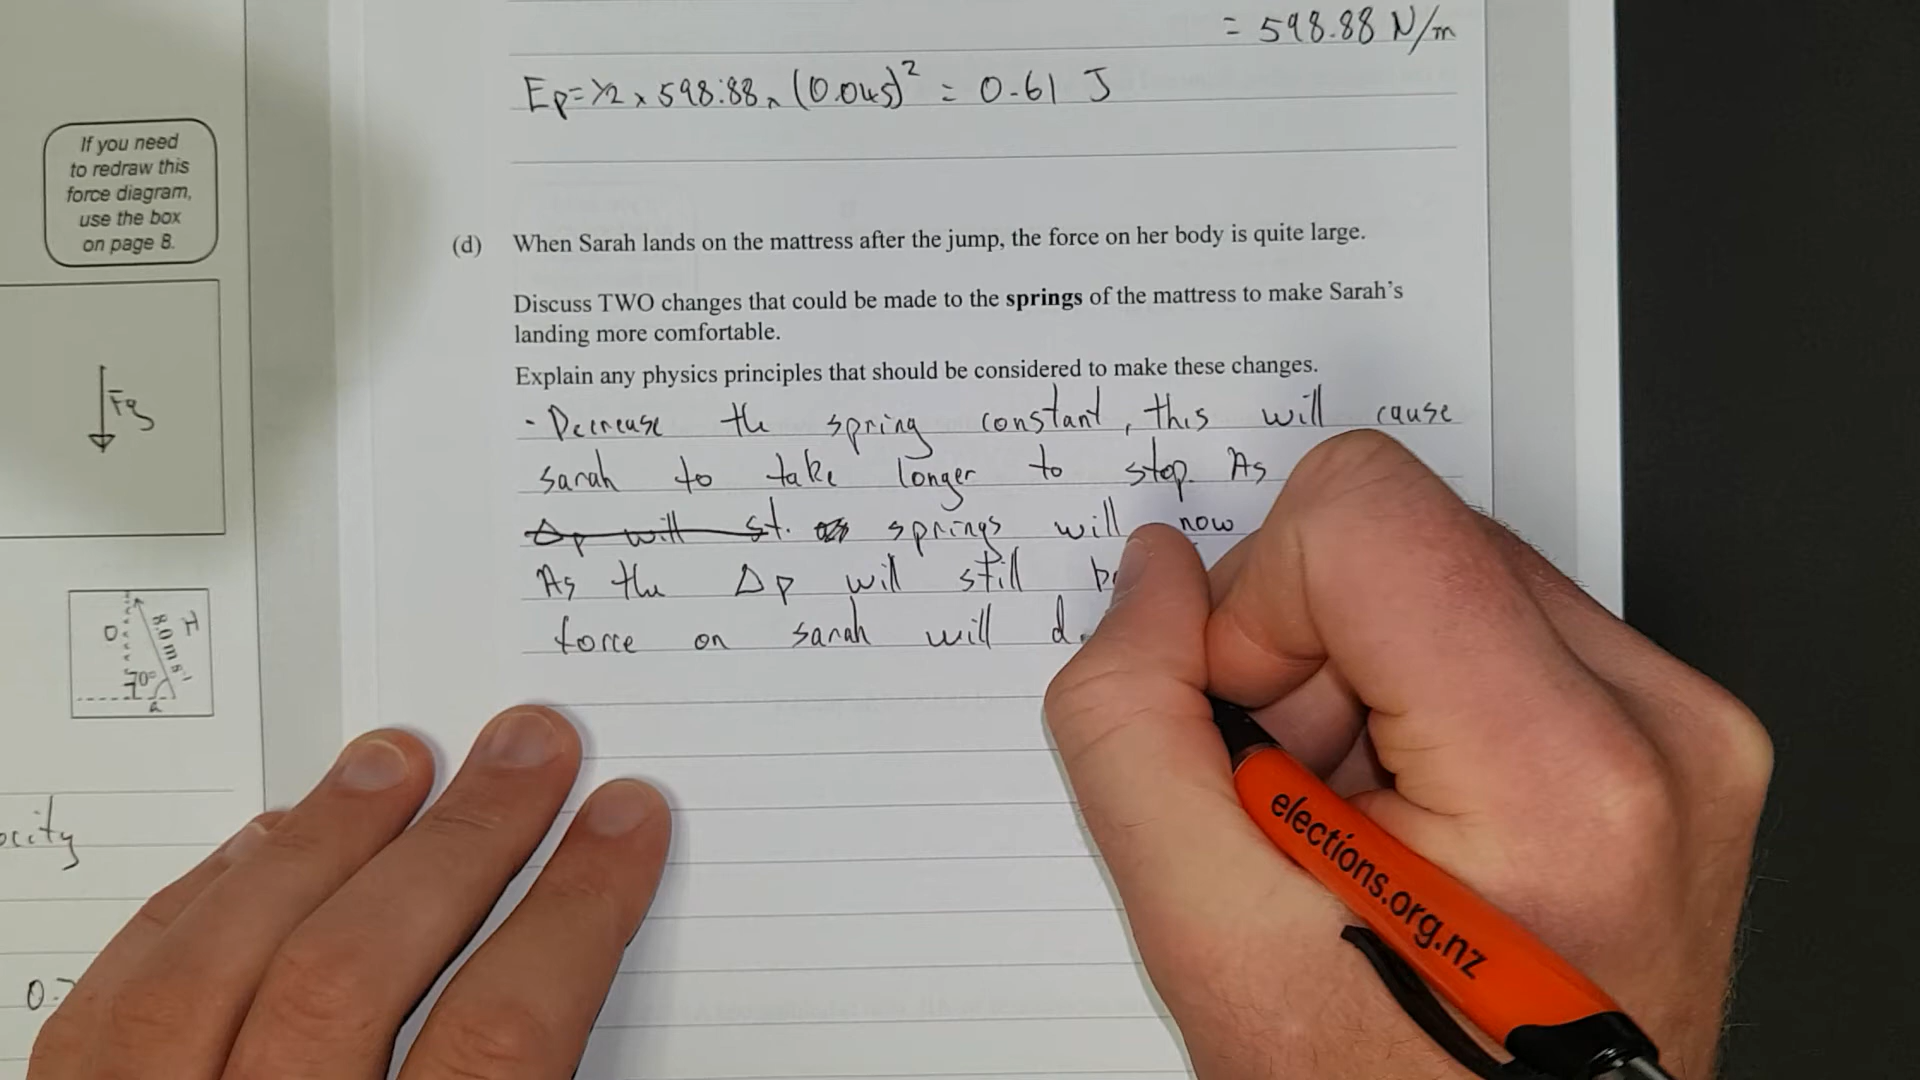 = 598.88 N/m
Ep=1/2 x 598.88 x (0.045)² = 0.61 J
If you need
to redraw this
force diagram,
use the box
on page 8.
Fg
O
H
8.0 m s⁻¹
70°
a
ocity
(d) When Sarah lands on the mattress after the jump, the force on her body is quite large.
Discuss TWO changes that could be made to the springs of the mattress to make Sarah's
landing more comfortable.
Explain any physics principles that should be considered to make these changes.
- Decrease the spring constant, this will cause
sarah to take longer to stop. As
Δp will st. springs will now
As the Δp will still
force on sarah will
elections.org.nz